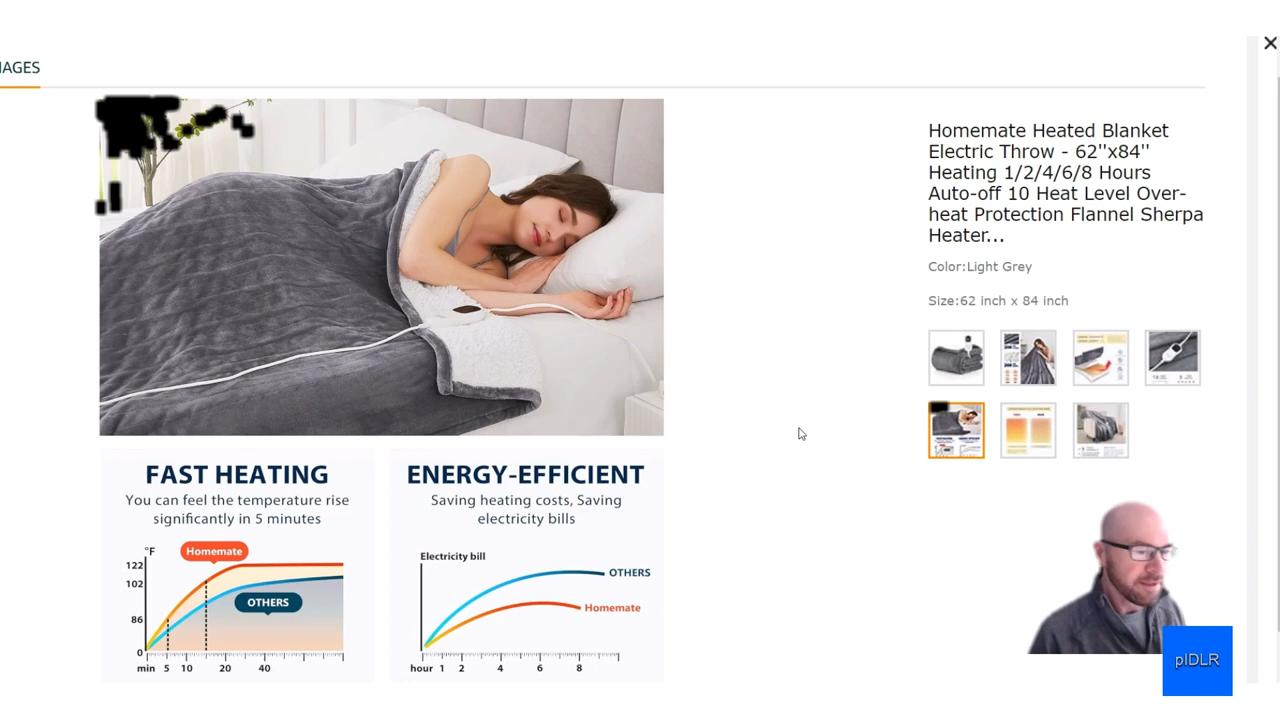 IAGES
Homemate Heated Blanket
Electric Throw - 62''x84''
Heating 1/2/4/6/8 Hours
Auto-off 10 Heat Level Over-
heat Protection Flannel Sherpa
Heater...
Color:Light Grey
Size:62 inch x 84 inch
FAST HEATING
You can feel the temperature rise
significantly in 5 minutes
°F
Homemate
122
102
OTHERS
86
0
min 5 10 20 40
ENERGY-EFFICIENT
Saving heating costs, Saving
electricity bills
Electricity bill
OTHERS
Homemate
hour 1 2 4 6 8
pIDLR